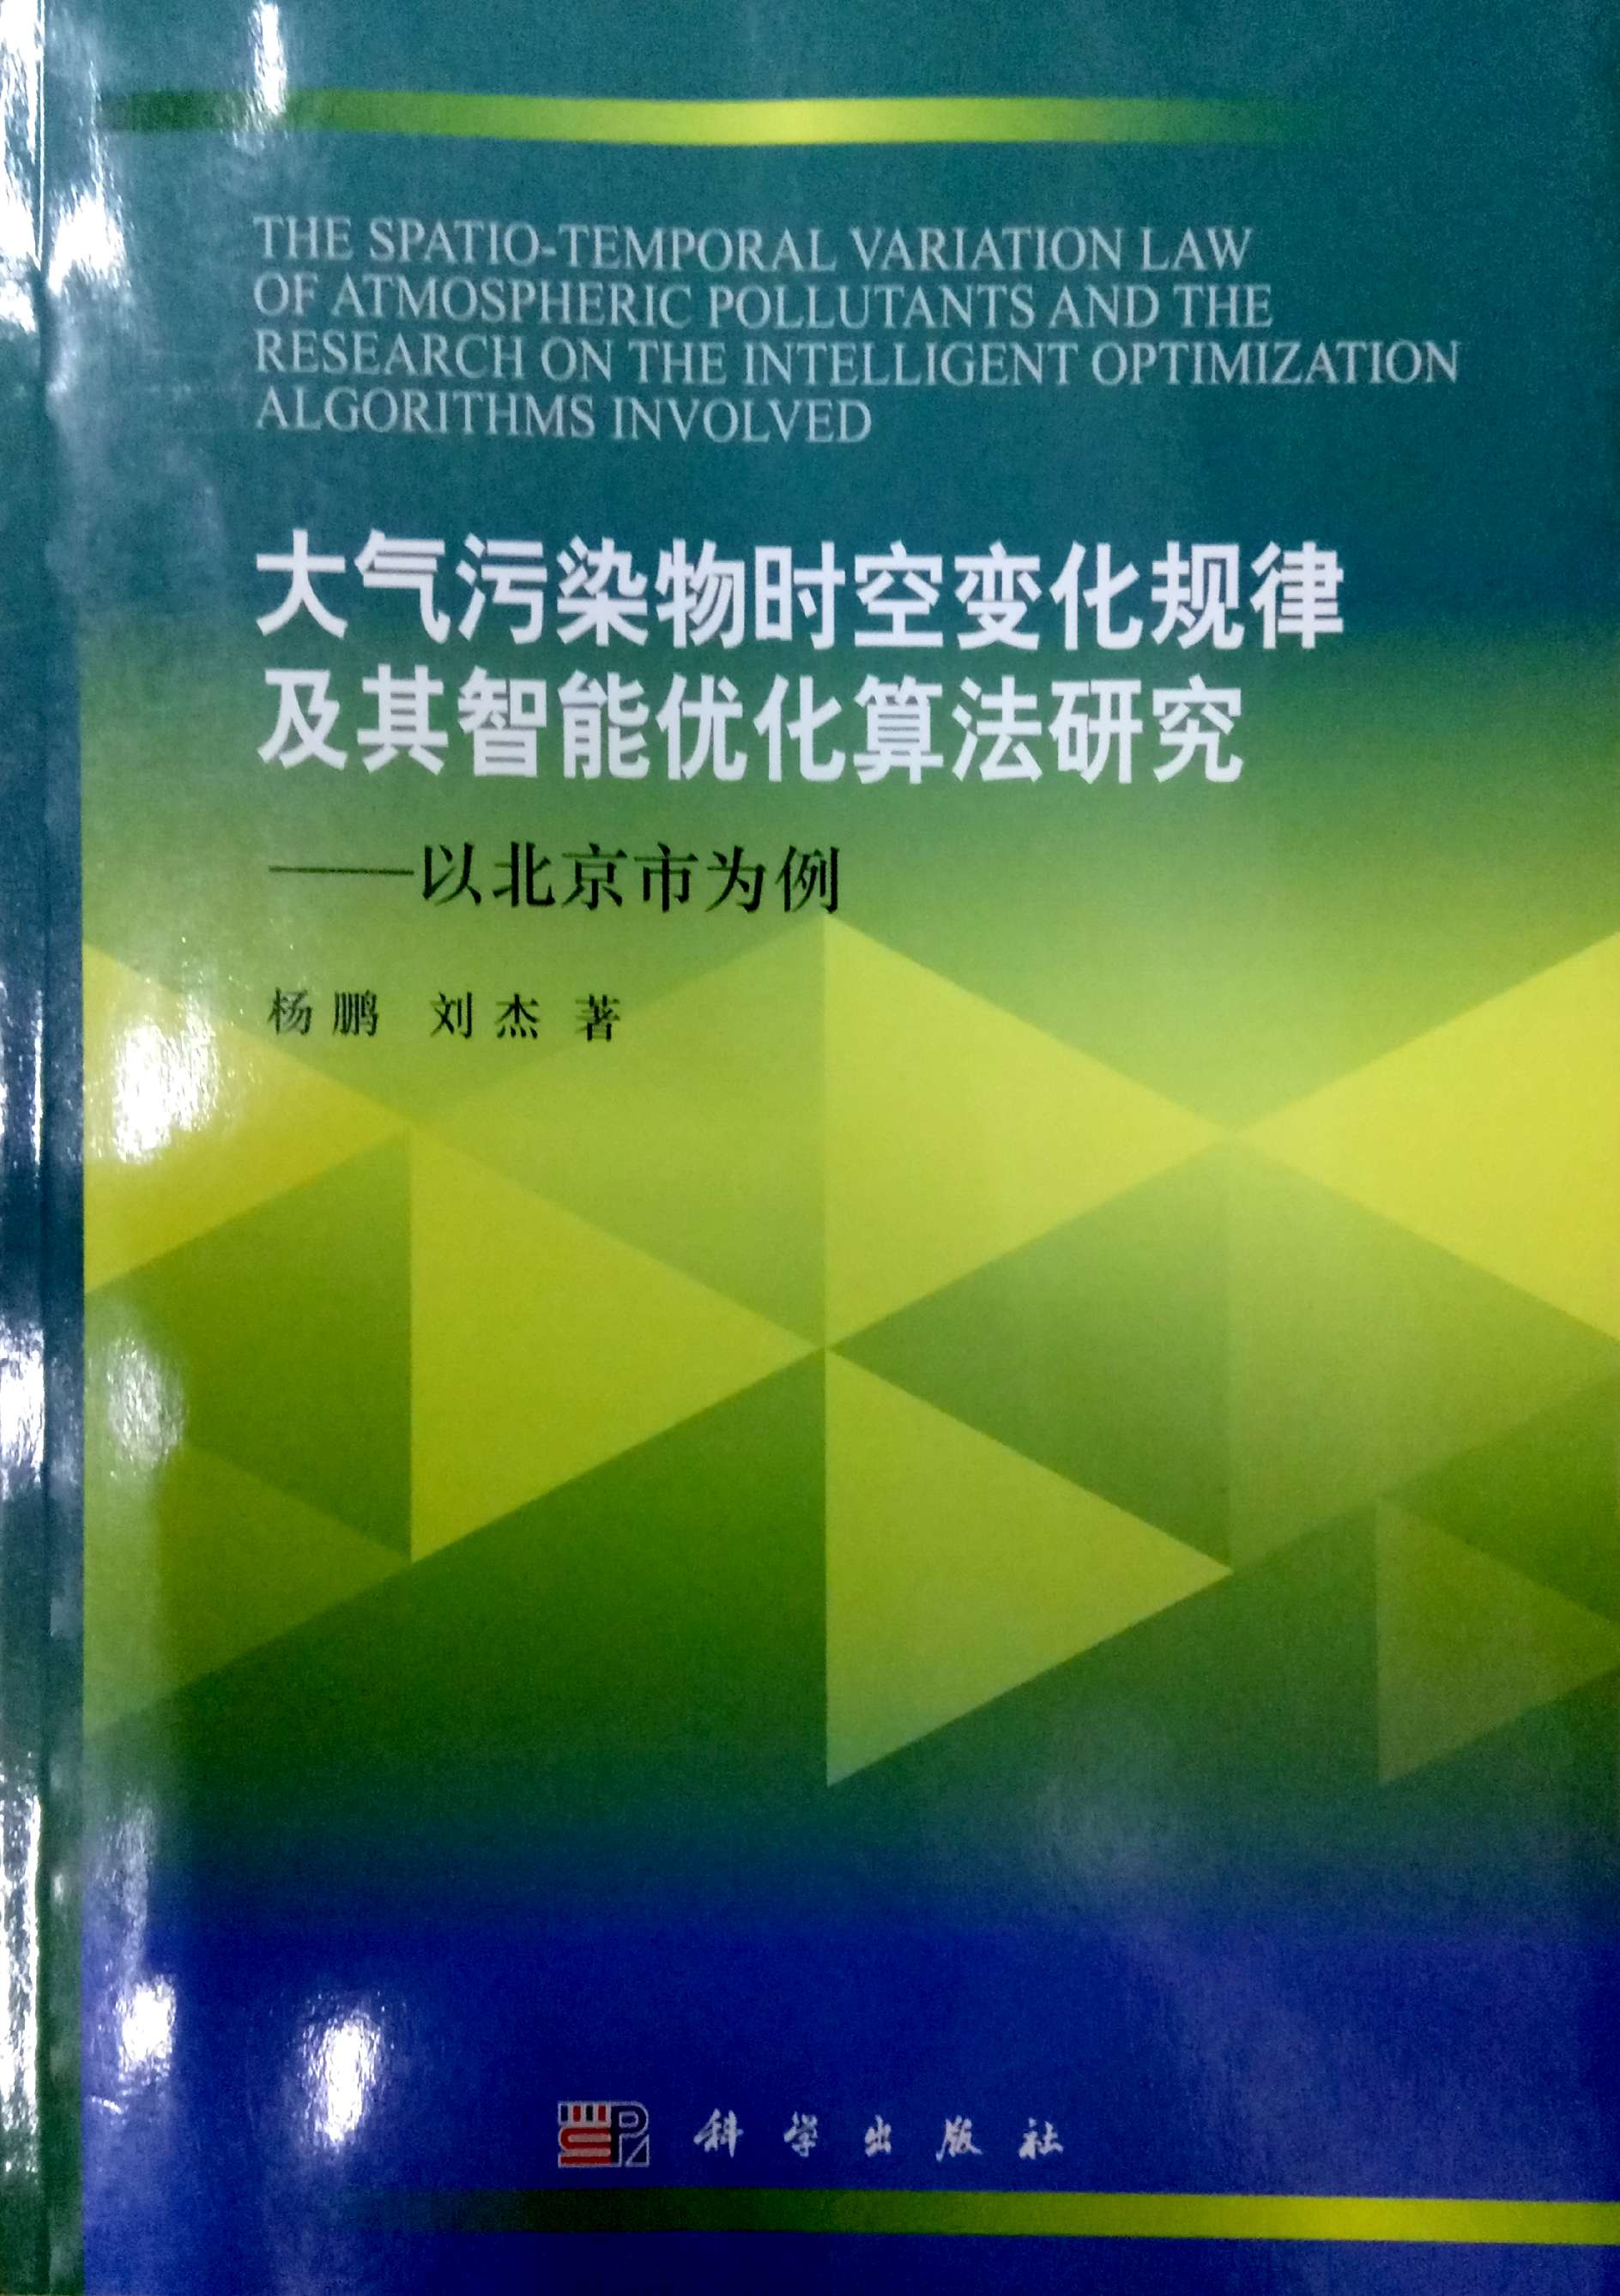 THE SPATIO-TEMPORAL VARIATION LAW
OF ATMOSPHERIC POLLUTANTS AND THE
RESEARCH ON THE INTELLIGENT OPTIMIZATION
ALGORITHMS INVOLVED
大气污染物时空变化规律
及其智能优化算法研究
——以北京市为例
杨鹏 刘杰 著
科学出版社